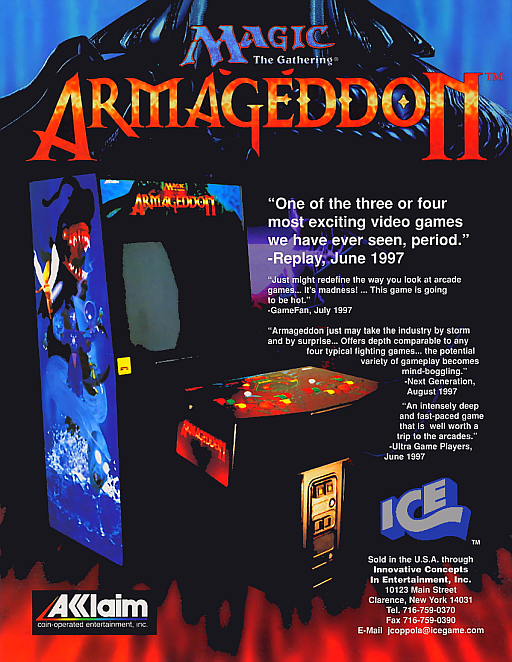 MAGIC
The Gathering®
ARMAGEDDON™
MAGIC
ARMAGEDDON
ARMAGEDDON
“One of the three or four
most exciting video games
we have ever seen, period.”
-Replay, June 1997
“Just might redefine the way you look at arcade
games... It’s madness! ... This game is going
to be hot.”
-GameFan, July 1997
“Armageddon just may take the industry by storm
and by surprise... Offers depth comparable to any
four typical fighting games... the potential
variety of gameplay becomes
mind-boggling.”
-Next Generation,
August 1997
“An intensely deep
and fast-paced game
that is well worth a
trip to the arcades.”
-Ultra Game Players,
June 1997
ICE
TM
Sold in the U.S.A. through
Innovative Concepts
In Entertainment, Inc.
10123 Main Street
Clarence, New York 14031
Tel. 716-759-0370
Fax 716-759-0390
E-Mail jcoppola@icegame.com
AKlaim
coin-operated entertainment, inc.